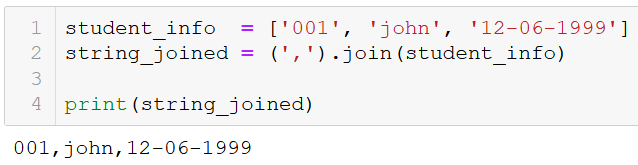 1 student_info  = ['001', 'john', '12-06-1999']
2 string_joined = (',').join(student_info)
3
4 print(string_joined)
001,john,12-06-1999